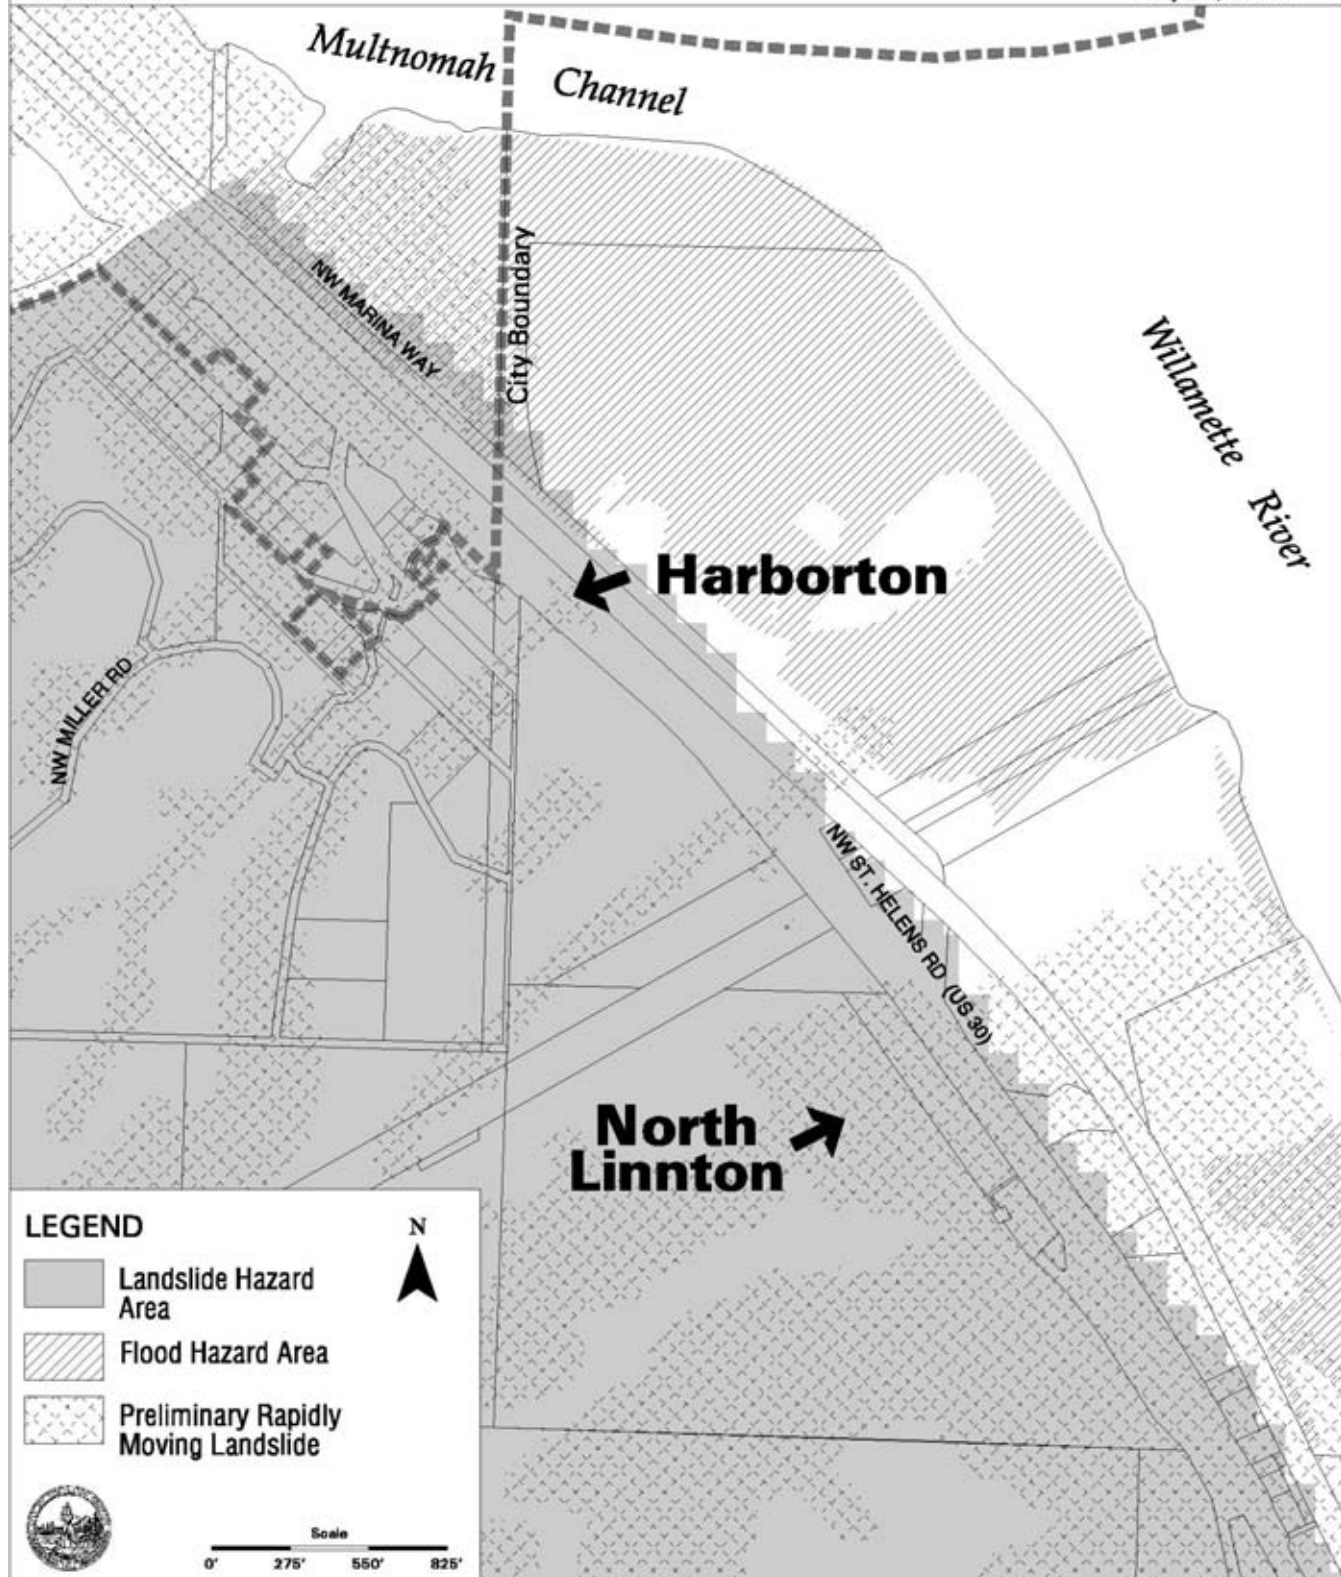 Multnomah Channel
Willamette River
NW MARINA WAY
City Boundary
Harborton
NW MILLER RD
NW ST. HELENS RD (US 30)
North
Linnton
LEGEND
N
Landslide Hazard
Area
Flood Hazard Area
Preliminary Rapidly
Moving Landslide
Scale
0' 275' 550' 825'